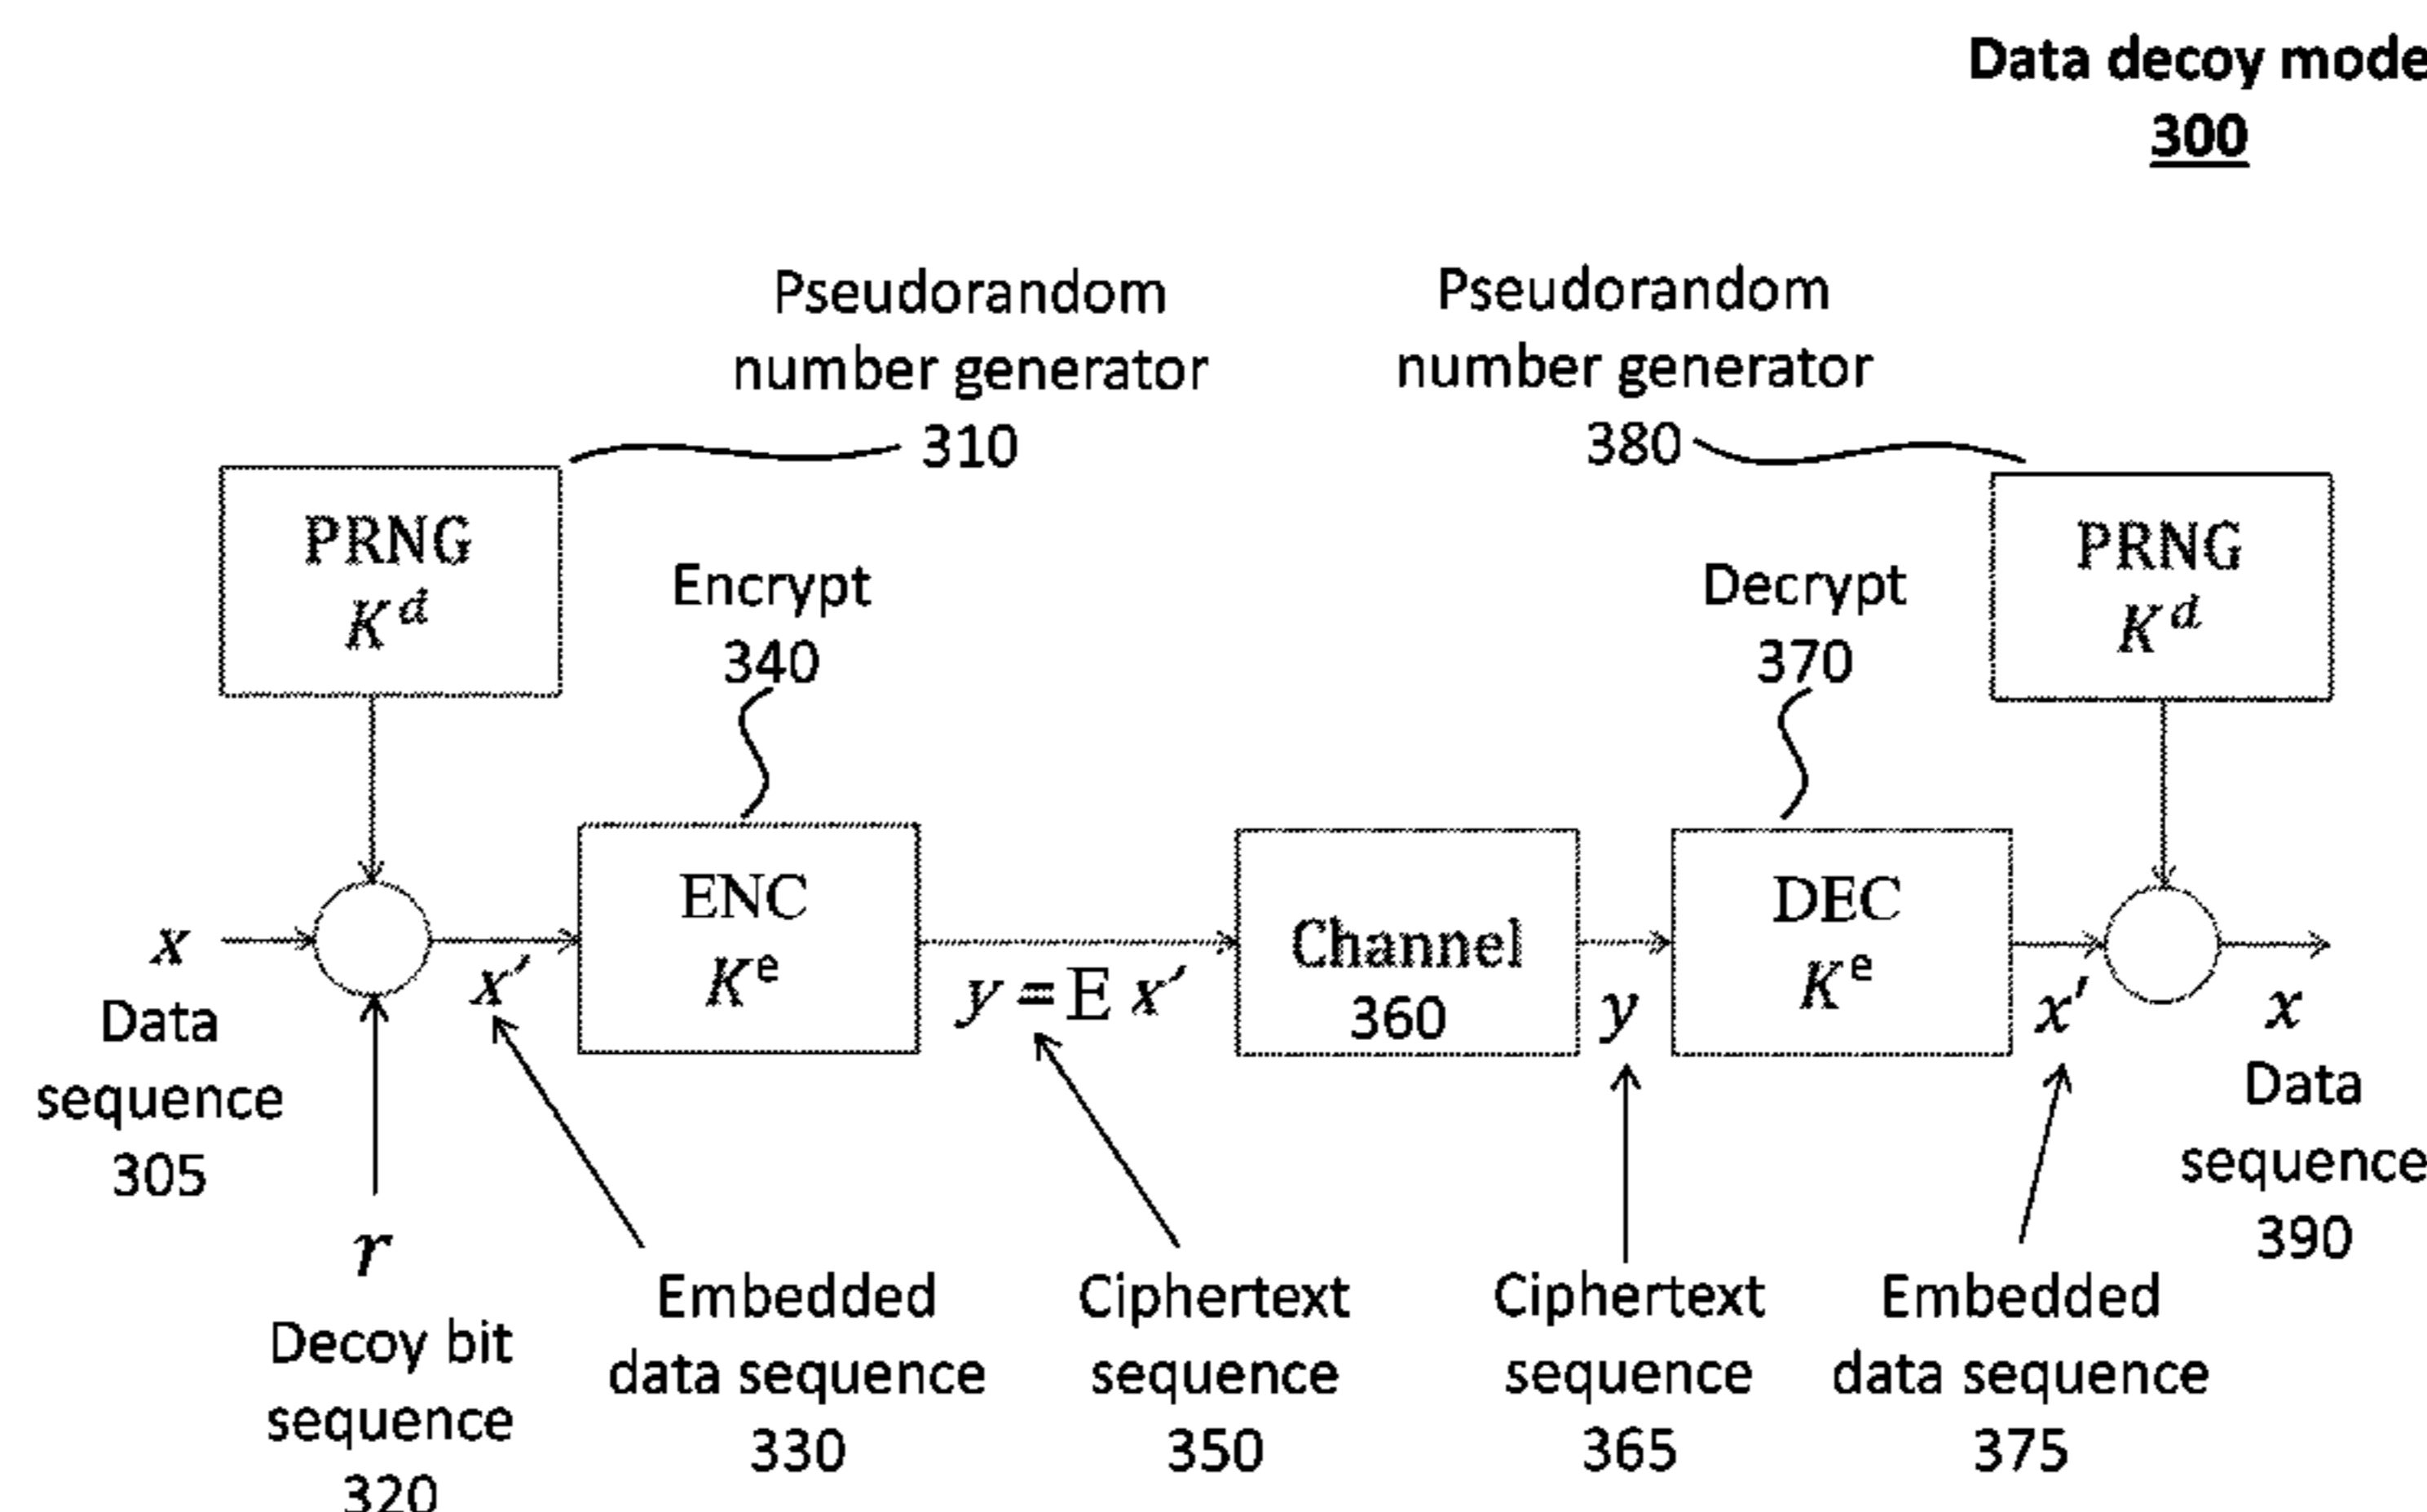 Data decoy mode
300
Pseudorandom
number generator
310
Pseudorandom
number generator
380
PRNG
K^d
Encrypt
340
Decrypt
370
PRNG
K^d
x
Data
sequence
305
x′
ENC
K^e
y = E x′
Channel
360
y
DEC
K^e
x′
x
Data
sequence
390
r
Decoy bit
sequence
320
Embedded
data sequence
330
Ciphertext
sequence
350
Ciphertext
sequence
365
Embedded
data sequence
375